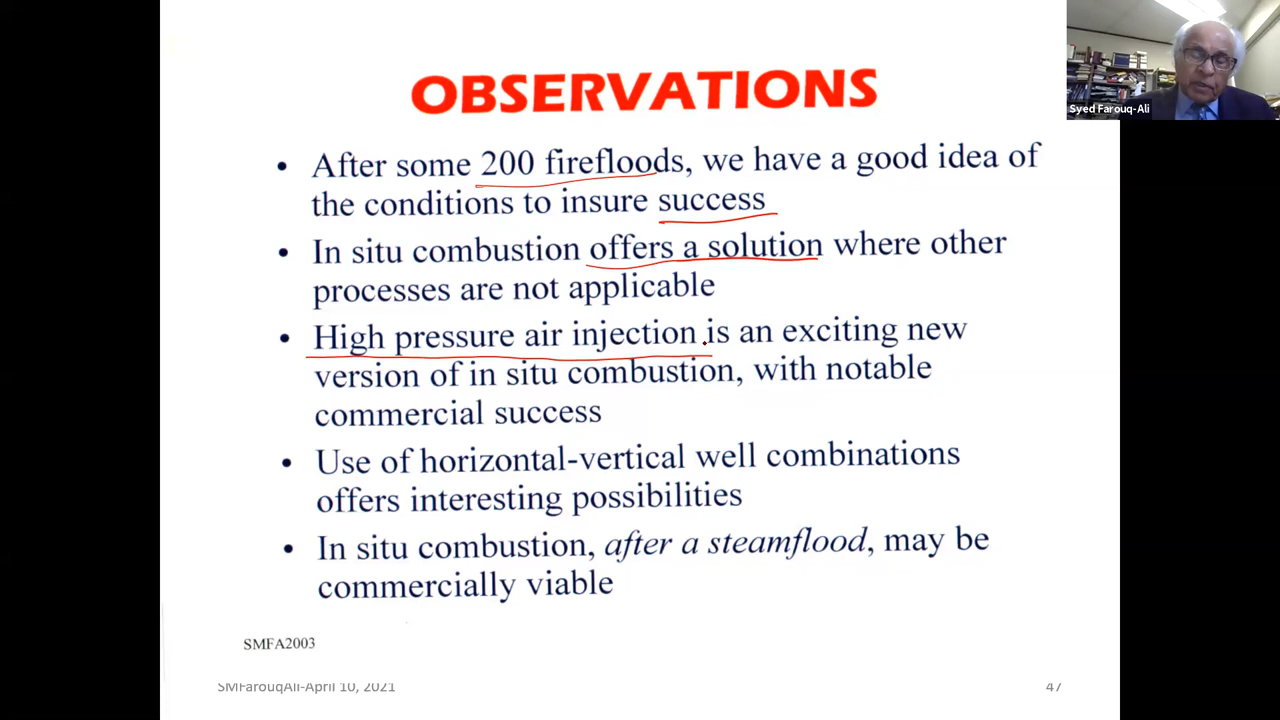 OBSERVATIONS
Syed Farouq-Ali
• After some 200 firefloods, we have a good idea of
the conditions to insure success
• In situ combustion offers a solution where other
processes are not applicable
• High pressure air injection is an exciting new
version of in situ combustion, with notable
commercial success
• Use of horizontal-vertical well combinations
offers interesting possibilities
• In situ combustion, after a steamflood, may be
commercially viable
SMFA2003
SMFarouqAli-April 10, 2021
47